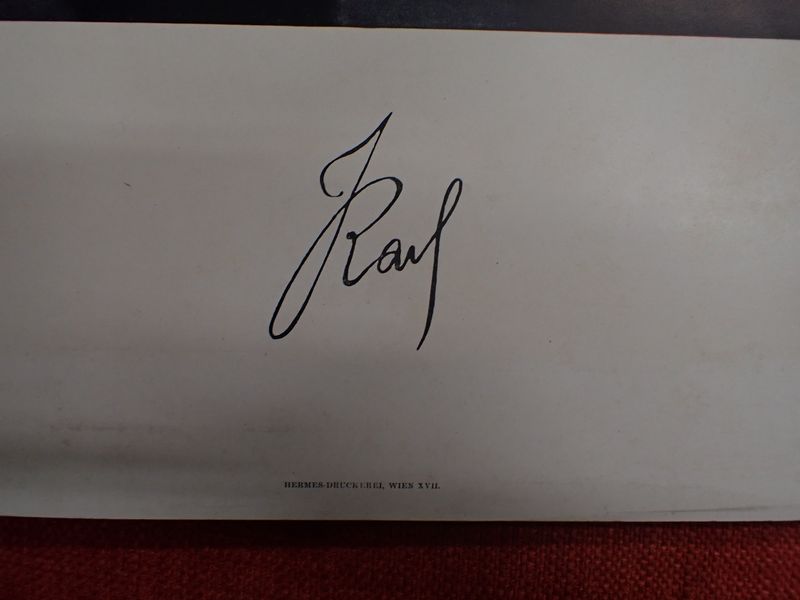 Karl
HERMES-DRUCKEREI, WIEN XVII.